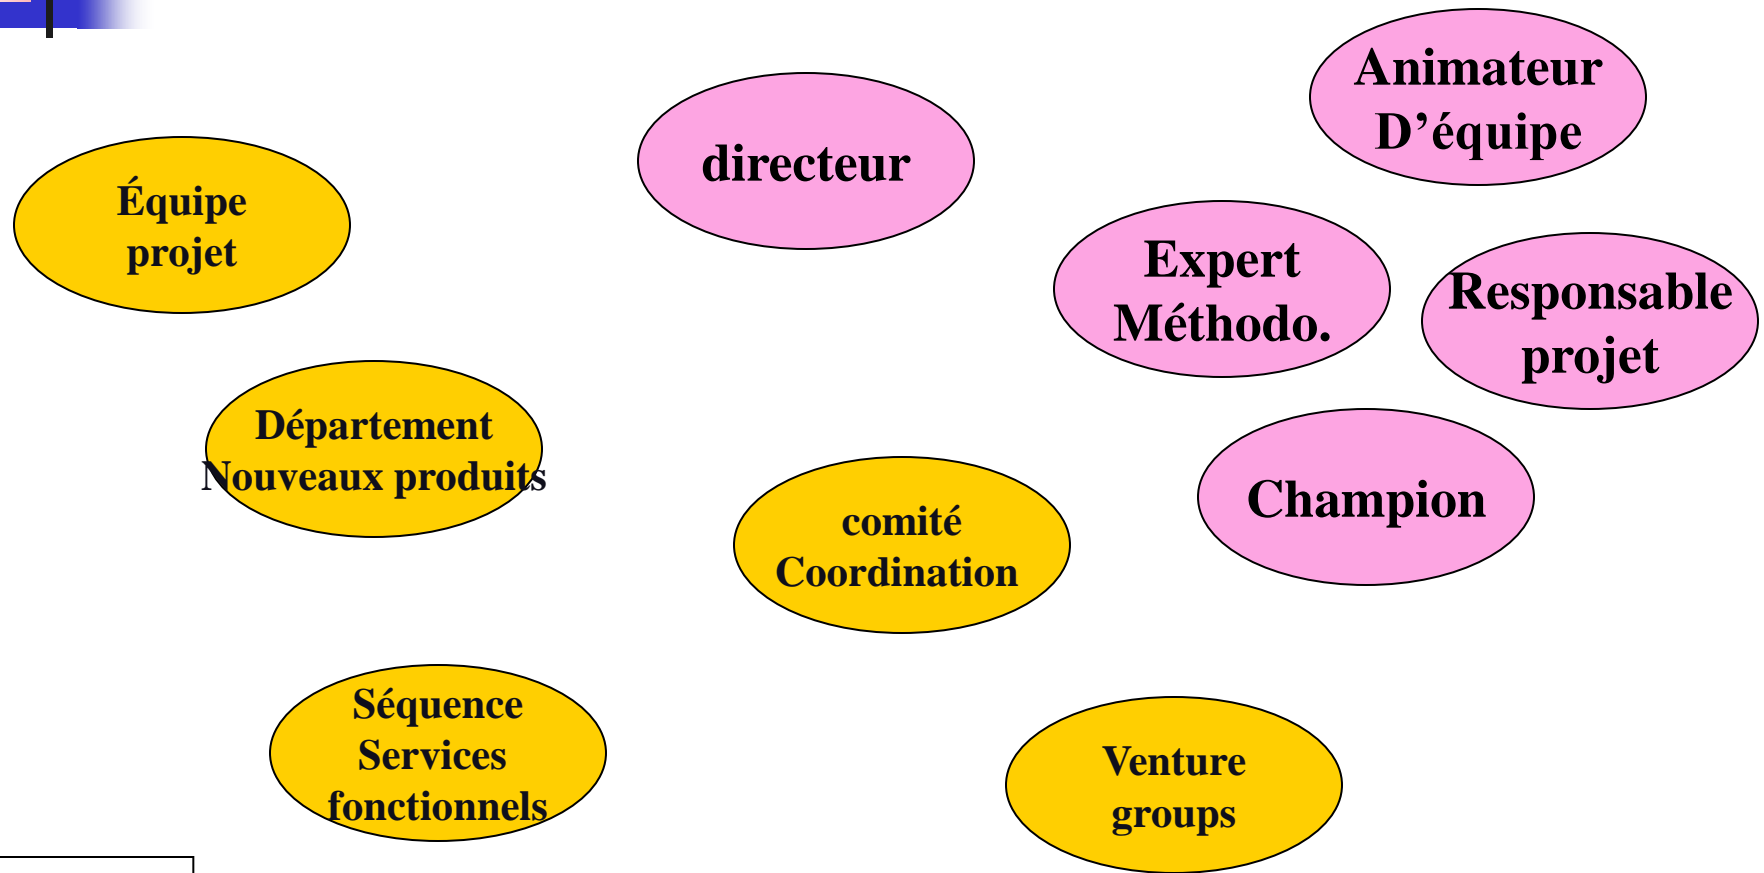 Animateur
D’équipe
directeur
Équipe
projet
Expert
Méthodo.
Responsable
projet
Département
Nouveaux produits
Champion
comité
Coordination
Séquence
Services
fonctionnels
Venture
groups